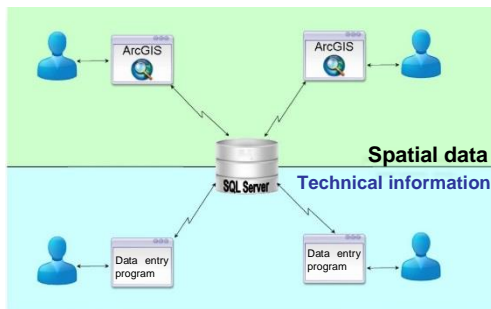 ArcGIS
ArcGIS
Spatial data
SQL Server
Technical information
Data entry
program
Data entry
program